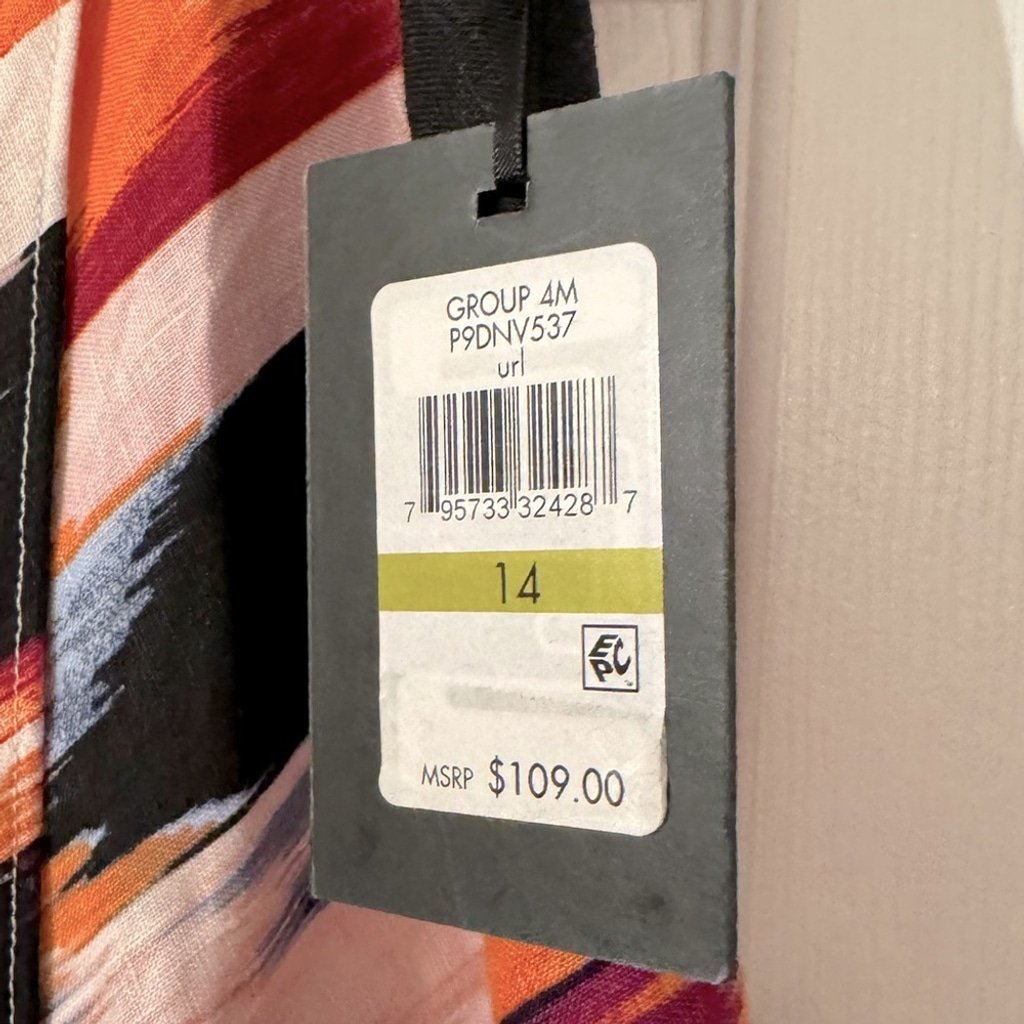 GROUP 4M
P9DNV537
url
7 95733 32428 7
14
EPC
MSRP $109.00